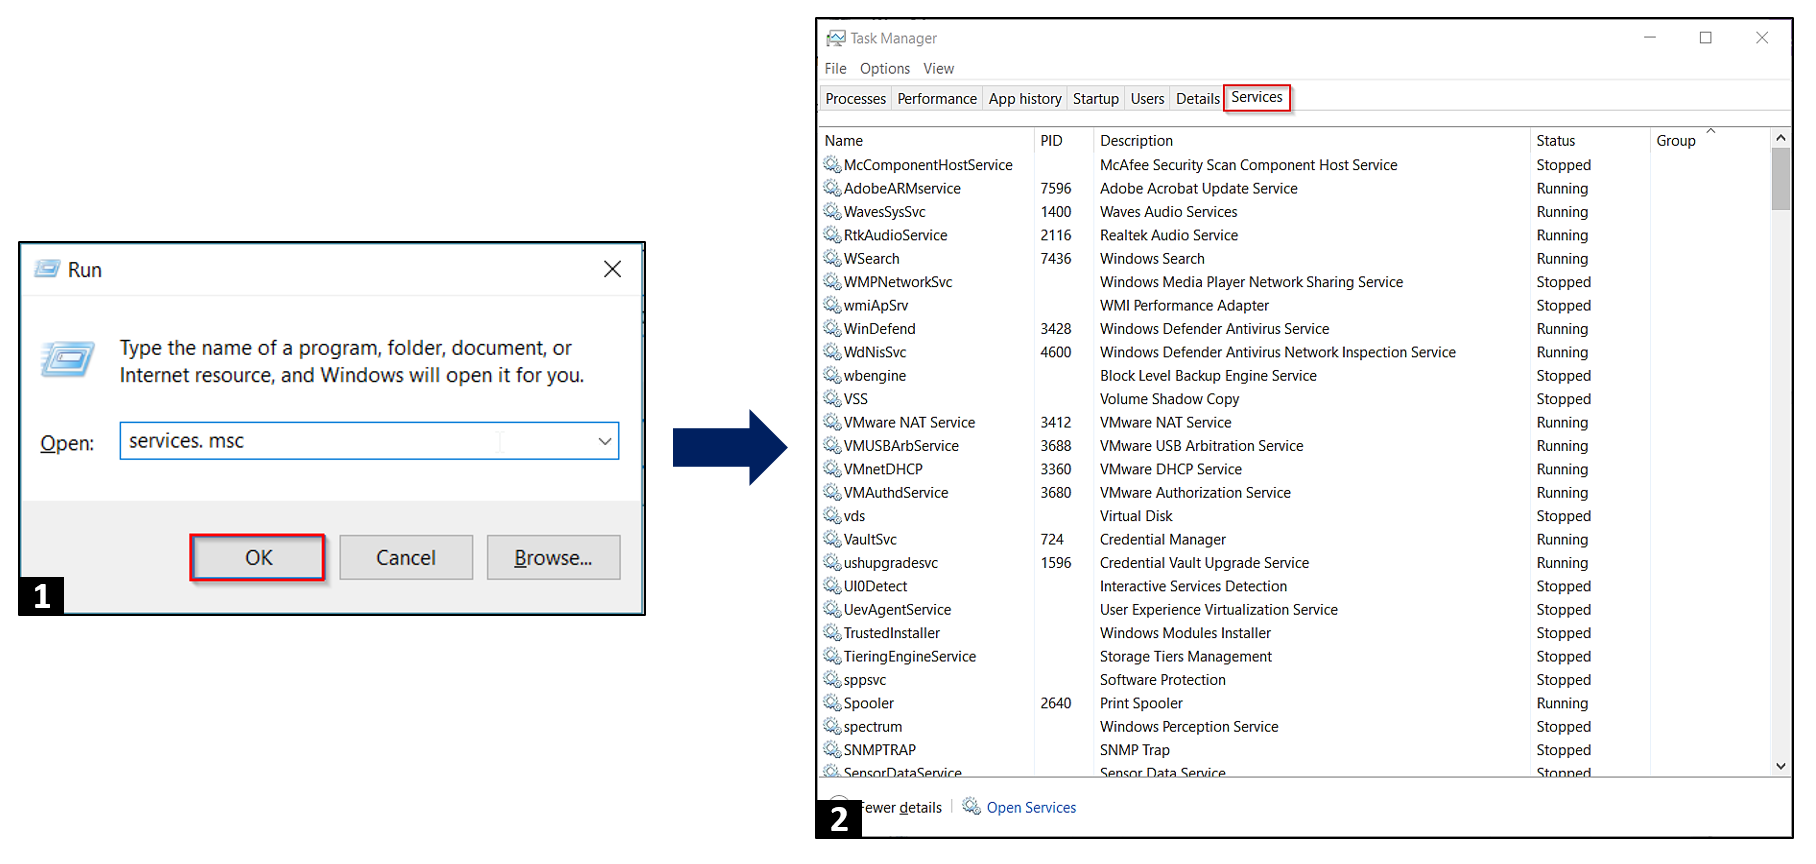 Run
Type the name of a program, folder, document, or
Internet resource, and Windows will open it for you.
Open: services. msc
OK Cancel Browse...
1
Task Manager
File Options View
Processes Performance App history Startup Users Details Services
Name PID Description Status Group
McComponentHostService McAfee Security Scan Component Host Service Stopped
AdobeARMservice 7596 Adobe Acrobat Update Service Running
WavesSysSvc 1400 Waves Audio Services Running
RtkAudioService 2116 Realtek Audio Service Running
WSearch 7436 Windows Search Running
WMPNetworkSvc Windows Media Player Network Sharing Service Stopped
wmiApSrv WMI Performance Adapter Stopped
WinDefend 3428 Windows Defender Antivirus Service Running
WdNisSvc 4600 Windows Defender Antivirus Network Inspection Service Running
wbengine Block Level Backup Engine Service Stopped
VSS Volume Shadow Copy Stopped
VMware NAT Service 3412 VMware NAT Service Running
VMUSBArbService 3688 VMware USB Arbitration Service Running
VMnetDHCP 3360 VMware DHCP Service Running
VMAuthdService 3680 VMware Authorization Service Running
vds Virtual Disk Stopped
VaultSvc 724 Credential Manager Running
ushupgradesvc 1596 Credential Vault Upgrade Service Running
UI0Detect Interactive Services Detection Stopped
UevAgentService User Experience Virtualization Service Stopped
TrustedInstaller Windows Modules Installer Stopped
TieringEngineService Storage Tiers Management Stopped
sppsvc Software Protection Stopped
Spooler 2640 Print Spooler Running
spectrum Windows Perception Service Stopped
SNMPTRAP SNMP Trap Stopped
SensorDataService Sensor Data Service Stopped
Fewer details Open Services
2